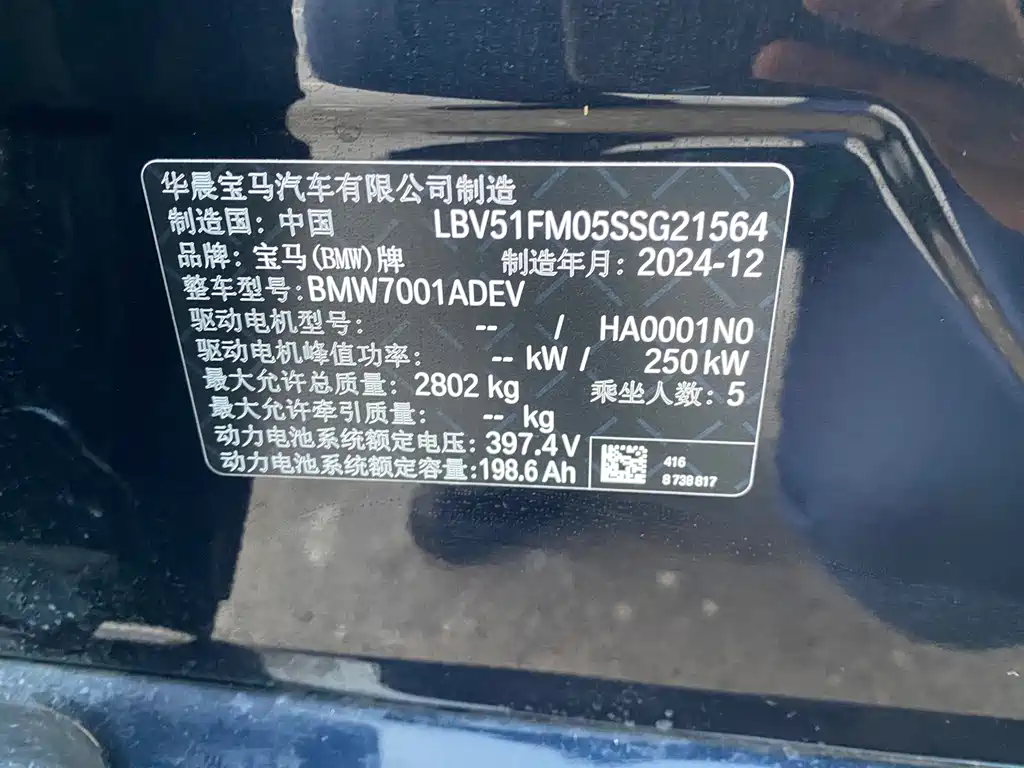 华晨宝马汽车有限公司制造
制造国: 中国 LBV51FM05SSG21564
品牌: 宝马(BMW)牌 制造年月: 2024-12
整车型号:BMW7001ADEV
驱动电机型号: -- / HA0001N0
驱动电机峰值功率: -- kW / 250 kW
最大允许总质量: 2802 kg 乘坐人数: 5
最大允许牵引质量: -- kg
动力电池系统额定电压: 397.4 V
动力电池系统额定容量:198.6 Ah
416
8 738 817